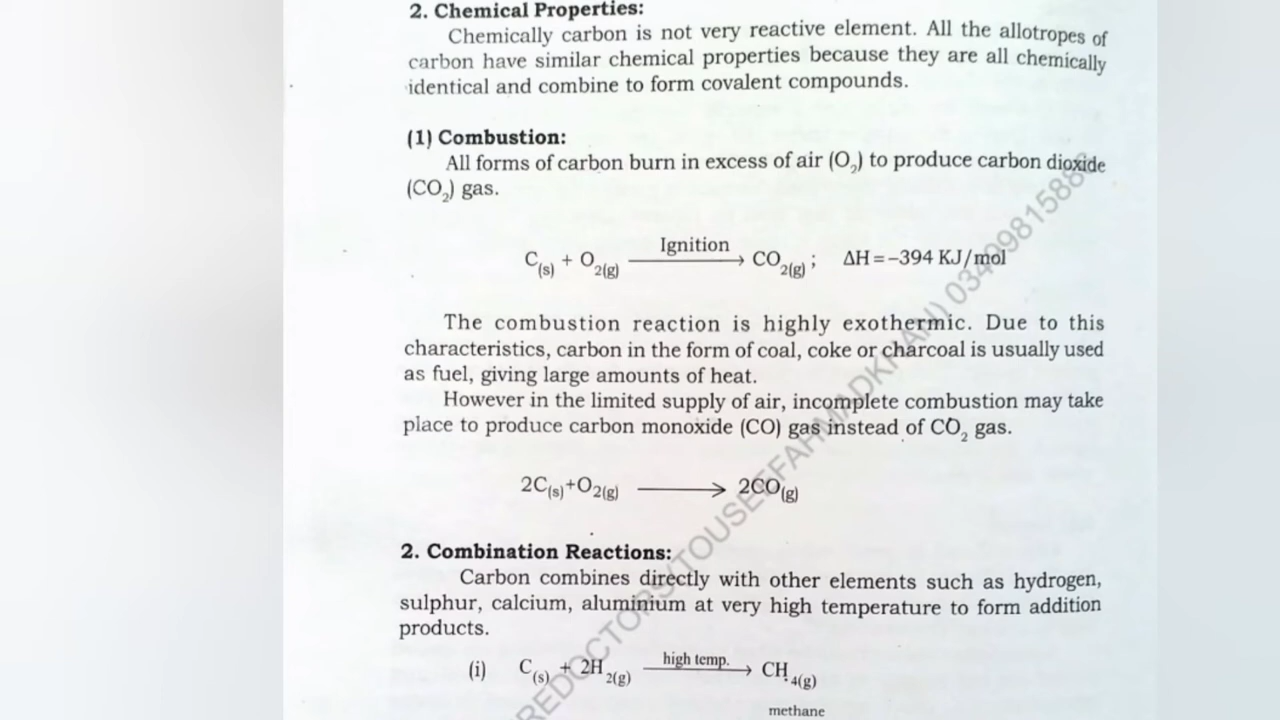 2. Chemical Properties:
Chemically carbon is not very reactive element. All the allotropes of
carbon have similar chemical properties because they are all chemically
identical and combine to form covalent compounds.
(1) Combustion:
All forms of carbon burn in excess of air (O₂) to produce carbon dioxide
(CO₂) gas.
C(s) + O₂(g) Ignition → CO₂(g) ; ΔH = −394 KJ/mol
The combustion reaction is highly exothermic. Due to this
characteristics, carbon in the form of coal, coke or charcoal is usually used
as fuel, giving large amounts of heat.
However in the limited supply of air, incomplete combustion may take
place to produce carbon monoxide (CO) gas instead of CO₂ gas.
2C(s)+O₂(g) → 2CO(g)
2. Combination Reactions:
Carbon combines directly with other elements such as hydrogen,
sulphur, calcium, aluminium at very high temperature to form addition
products.
(i) C(s) + 2H₂(g) high temp. → CH₄(g)
methane